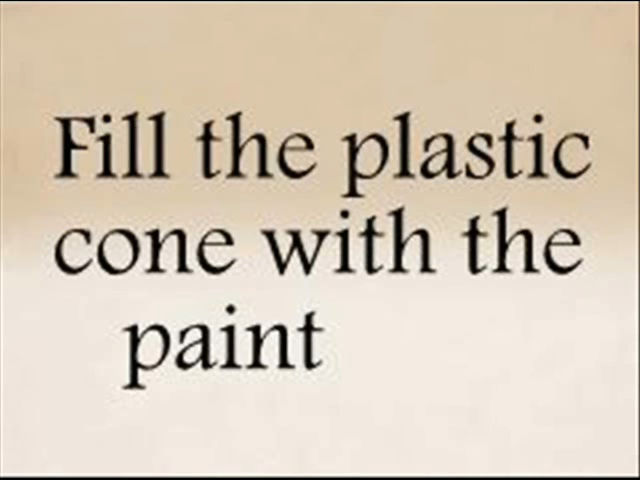 Fill the plastic
cone with the
paint